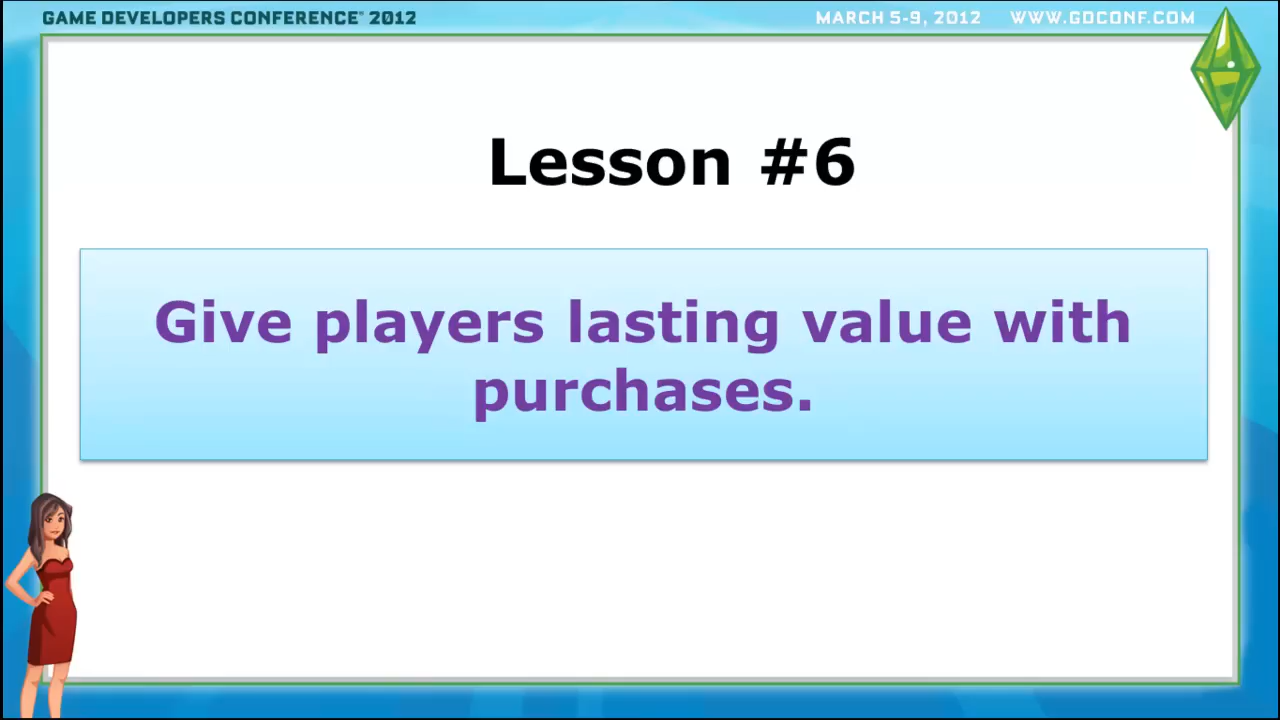 GAME DEVELOPERS CONFERENCE® 2012
MARCH 5-9, 2012 WWW.GDCONF.COM
Lesson #6
Give players lasting value with
purchases.